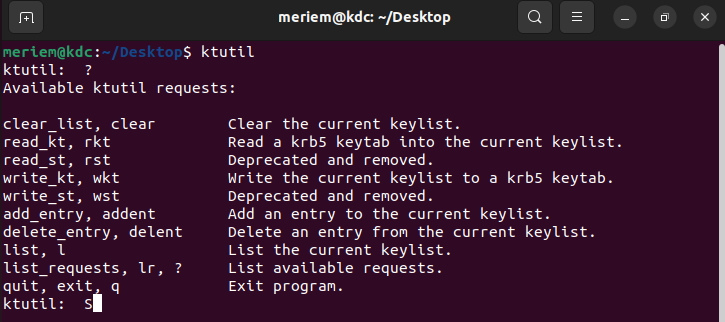 meriem@kdc: ~/Desktop
meriem@kdc:~/Desktop$ ktutil
ktutil:  ?
Available ktutil requests:

clear_list, clear        Clear the current keylist.
read_kt, rkt             Read a krb5 keytab into the current keylist.
read_st, rst             Deprecated and removed.
write_kt, wkt            Write the current keylist to a krb5 keytab.
write_st, wst            Deprecated and removed.
add_entry, addent        Add an entry to the current keylist.
delete_entry, delent     Delete an entry from the current keylist.
list, l                  List the current keylist.
list_requests, lr, ?     List available requests.
quit, exit, q            Exit program.
ktutil:  S